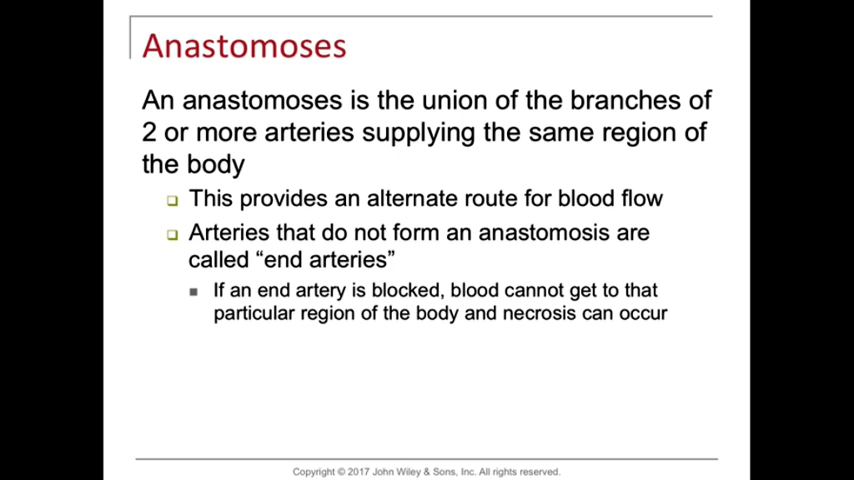 Anastomoses
An anastomoses is the union of the branches of
2 or more arteries supplying the same region of
the body
This provides an alternate route for blood flow
Arteries that do not form an anastomosis are
called “end arteries”
If an end artery is blocked, blood cannot get to that
particular region of the body and necrosis can occur
Copyright © 2017 John Wiley & Sons, Inc. All rights reserved.